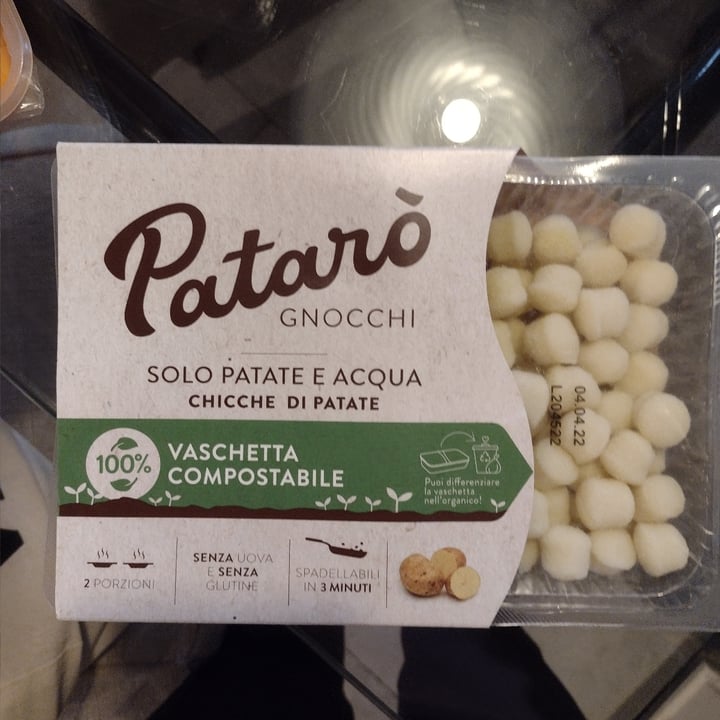 Patarò
GNOCCHI
SOLO PATATE E ACQUA
CHICCHE DI PATATE
100%
VASCHETTA
COMPOSTABILE
Puoi differenziare
la vaschetta
nell'organico!
2 PORZIONI
SENZA UOVA
E SENZA
GLUTINE
SPADELLABILI
IN 3 MINUTI
04.04.22
L204522